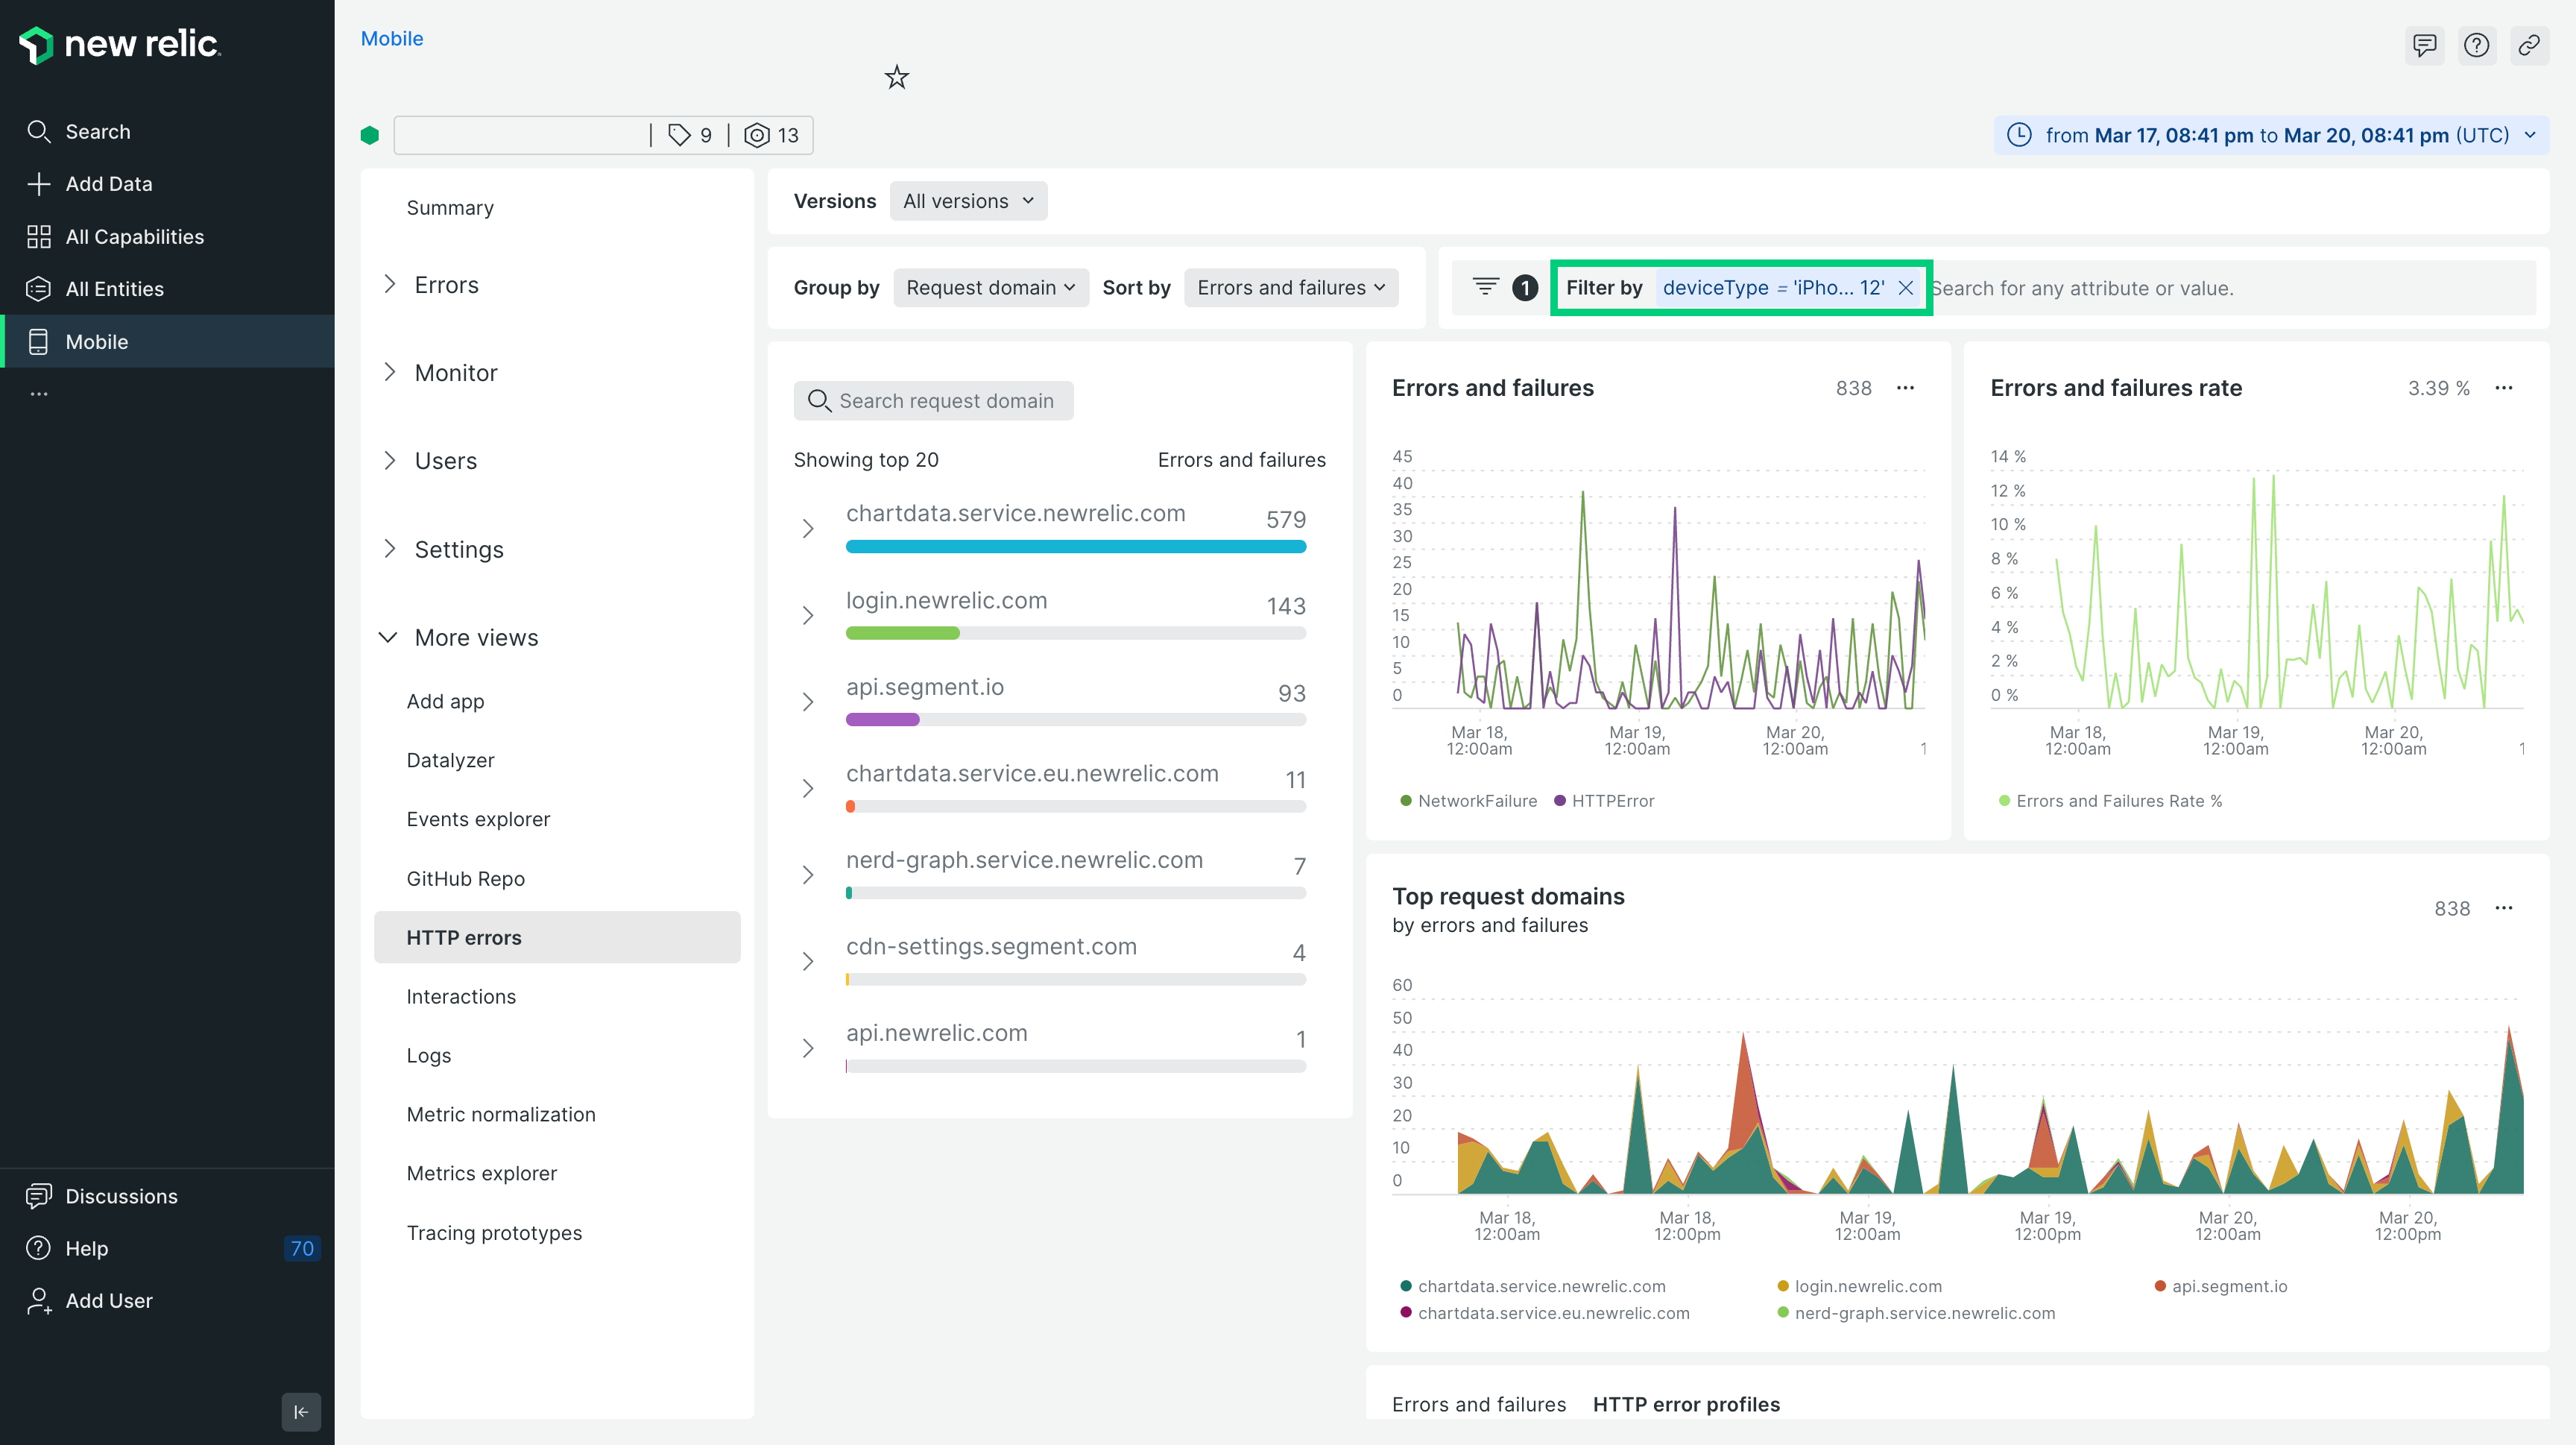 new relic.
Search
Add Data
All Capabilities
All Entities
Mobile
...
Discussions
Help 70
Add User
Mobile
9 | 13
from Mar 17, 08:41 pm to Mar 20, 08:41 pm (UTC)
Summary
Errors
Monitor
Users
Settings
More views
Add app
Datalyzer
Events explorer
GitHub Repo
HTTP errors
Interactions
Logs
Metric normalization
Metrics explorer
Tracing prototypes
Versions All versions
Group by Request domain Sort by Errors and failures
1 Filter by deviceType = 'iPho... 12' Search for any attribute or value.
Search request domain
Showing top 20 Errors and failures
chartdata.service.newrelic.com 579
login.newrelic.com 143
api.segment.io 93
chartdata.service.eu.newrelic.com 11
nerd-graph.service.newrelic.com 7
cdn-settings.segment.com 4
api.newrelic.com 1
Errors and failures 838 ...
45
40
35
30
25
20
15
10
5
0
Mar 18, Mar 19, Mar 20,
12:00am 12:00am 12:00am 1
NetworkFailure HTTPError
Errors and failures rate 3.39 % ...
14 %
12 %
10 %
8 %
6 %
4 %
2 %
0 %
Mar 18, Mar 19, Mar 20,
12:00am 12:00am 12:00am 1
Errors and Failures Rate %
Top request domains
by errors and failures
838 ...
60
50
40
30
20
10
0
Mar 18, Mar 18, Mar 19, Mar 19, Mar 20, Mar 20,
12:00am 12:00pm 12:00am 12:00pm 12:00am 12:00pm
chartdata.service.newrelic.com login.newrelic.com api.segment.io
chartdata.service.eu.newrelic.com nerd-graph.service.newrelic.com
Errors and failures HTTP error profiles